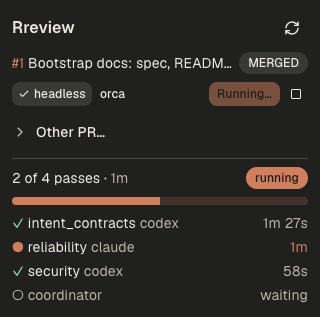 Rreview
#1 Bootstrap docs: spec, READM... MERGED
headless orca Running...
Other PR...
2 of 4 passes · 1m running
intent_contracts codex 1m 27s
reliability claude 1m
security codex 58s
coordinator waiting